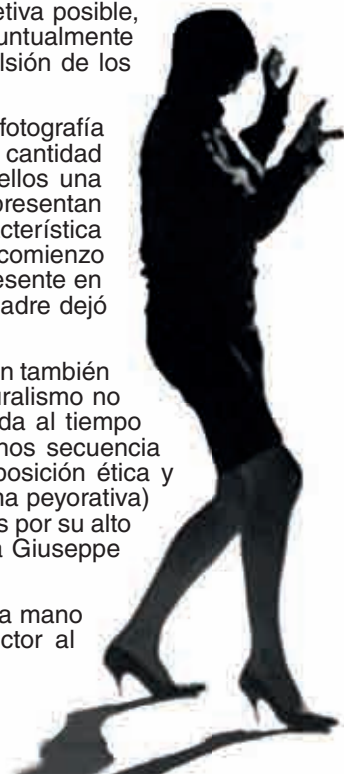 etiva posible,
untualmente
lsión de los
fotografía
cantidad
ellos una
presentan
cterística
comienzo
esente en
adre dejó
n también
uralismo no
da al tiempo
nos secuencia
posición ética y
na peyorativa)
s por su alto
a Giuseppe
a mano
ctor al